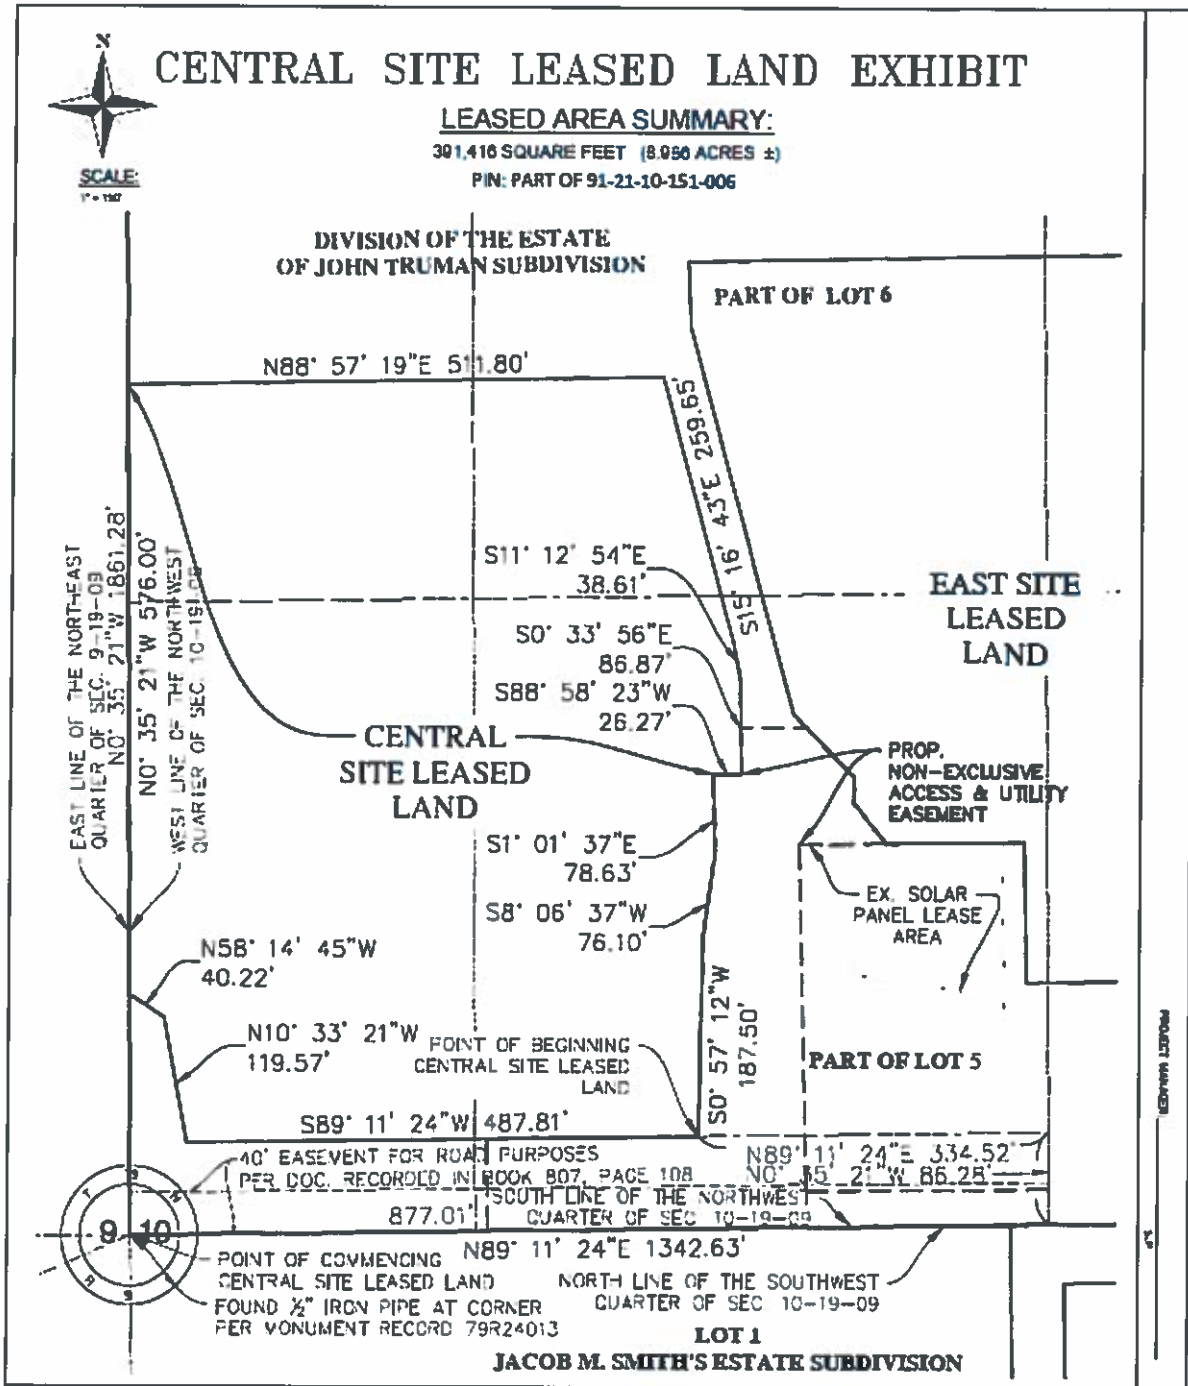 N
CENTRAL SITE LEASED LAND EXHIBIT
LEASED AREA SUMMARY:
391,416 SQUARE FEET (8.986 ACRES ±)
PIN: PART OF 91-21-10-151-006
SCALE:
DIVISION OF THE ESTATE
OF JOHN TRUMAN SUBDIVISION
PART OF LOT 6
N88° 57' 19"E 511.80'
S15° 16' 43"E 259.65'
S11° 12' 54"E
38.61'
S0° 33' 56"E
86.87'
S88° 58' 23"W
26.27'
EAST SITE
LEASED
LAND
CENTRAL
SITE LEASED
LAND
EAST LINE OF THE NORTHEAST
QUARTER OF SEC. 9-19-09
N0° 35' 21"W 1861.28'
N0° 35' 21"W 576.00'
WEST LINE OF THE NORTHWEST
QUARTER OF SEC. 10-19-09
PROP.
NON-EXCLUSIVE
ACCESS & UTILITY
EASEMENT
S1° 01' 37"E
78.63'
S8° 06' 37"W
76.10'
EX. SOLAR
PANEL LEASE
AREA
N58° 14' 45"W
40.22'
N10° 33' 21"W
119.57'
POINT OF BEGINNING
CENTRAL SITE LEASED
LAND
S0° 57' 12"W
187.50'
PART OF LOT 5
S89° 11' 24"W 487.81'
N89° 11' 24"E 334.52'
N0° 35' 21"W 86.28'
40' EASEMENT FOR ROAD PURPOSES
PER DOC. RECORDED IN BOOK 807, PAGE 108
SOUTH LINE OF THE NORTHWEST
QUARTER OF SEC 10-19-09
877.01'
N89° 11' 24"E 1342.63'
9 10
POINT OF COMMENCING
CENTRAL SITE LEASED LAND
FOUND ½" IRON PIPE AT CORNER
PER MONUMENT RECORD 79R24013
NORTH LINE OF THE SOUTHWEST
QUARTER OF SEC 10-19-09
LOT 1
JACOB M. SMITH'S ESTATE SUBDIVISION
PROJECT MANAGER: